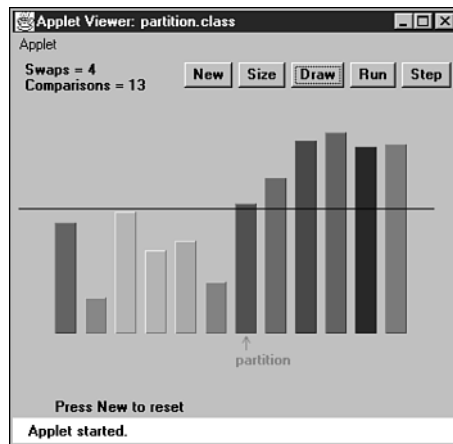 Applet Viewer: partition.class
Applet
Swaps = 4
Comparisons = 13
New Size Draw Run Step
partition
Press New to reset
Applet started.